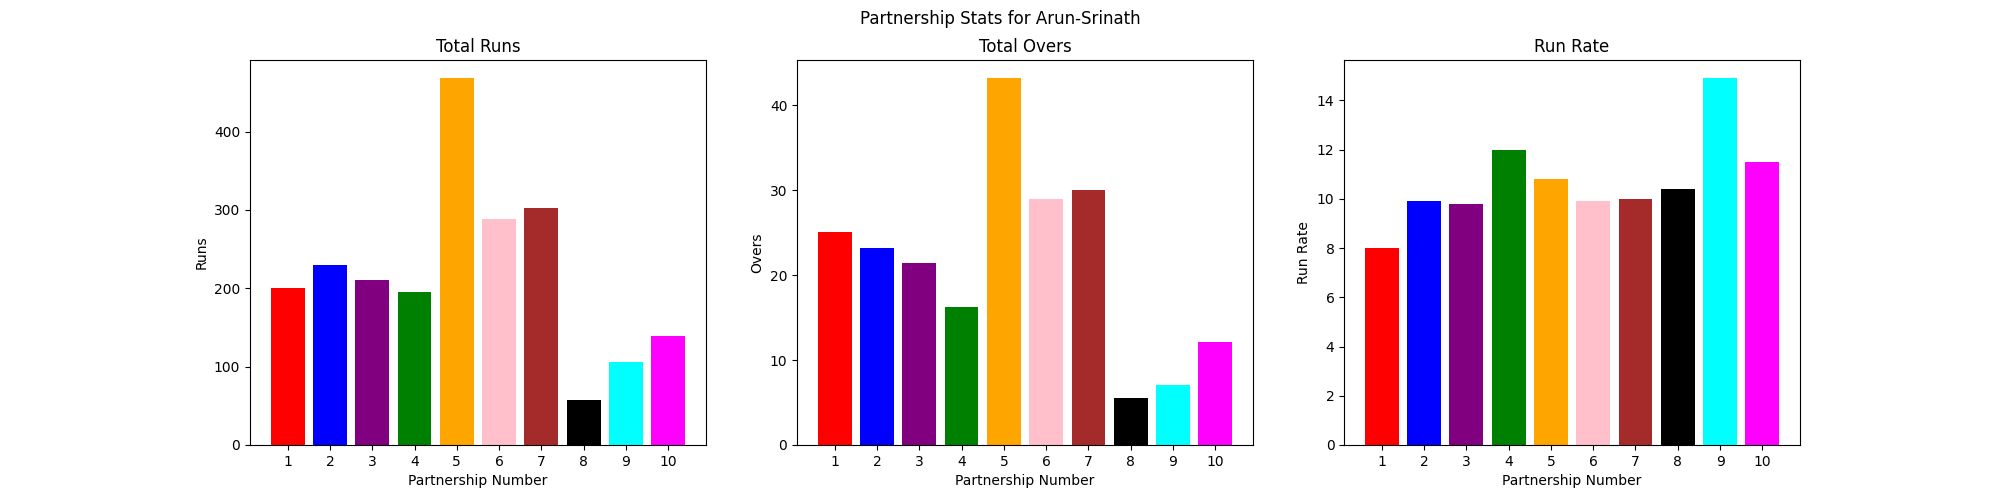 Partnership Stats for Arun-Srinath
Total Runs
Runs
400
300
200
100
0
1 2 3 4 5 6 7 8 9 10
Partnership Number
Total Overs
Overs
40
30
20
10
0
1 2 3 4 5 6 7 8 9 10
Partnership Number
Run Rate
Run Rate
14
12
10
8
6
4
2
0
1 2 3 4 5 6 7 8 9 10
Partnership Number